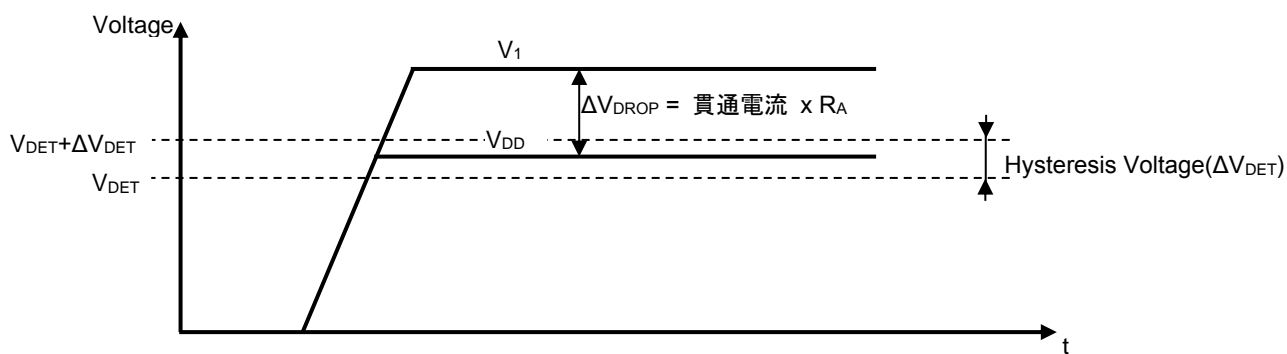 Voltage
V1
ΔVDROP = 貫通電流 x RA
VDET+ΔVDET
VDD
VDET
Hysteresis Voltage(ΔVDET)
t